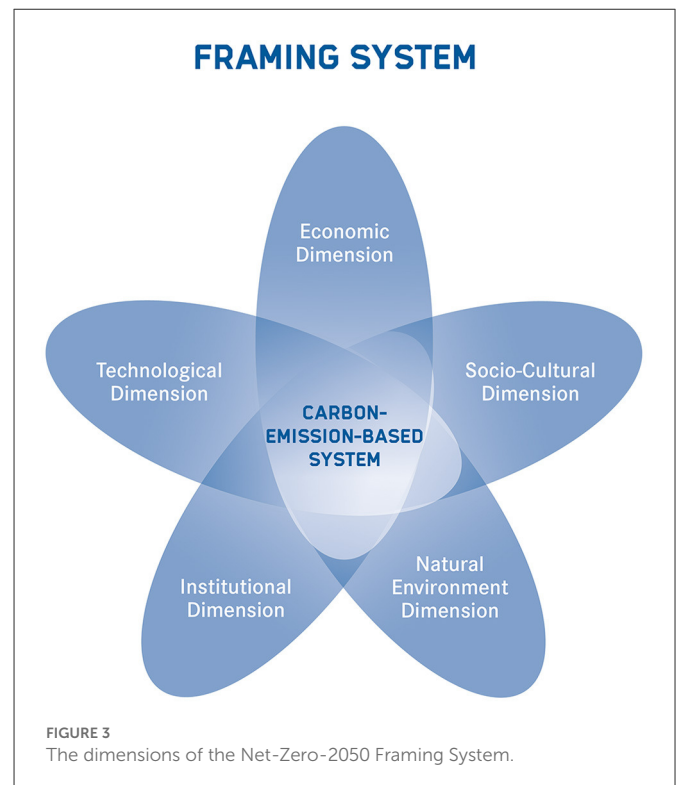 FRAMING SYSTEM
Economic
Dimension
Technological
Dimension
Socio-Cultural
Dimension
CARBON-
EMISSION-BASED
SYSTEM
Institutional
Dimension
Natural
Environment
Dimension
FIGURE 3
The dimensions of the Net-Zero-2050 Framing System.